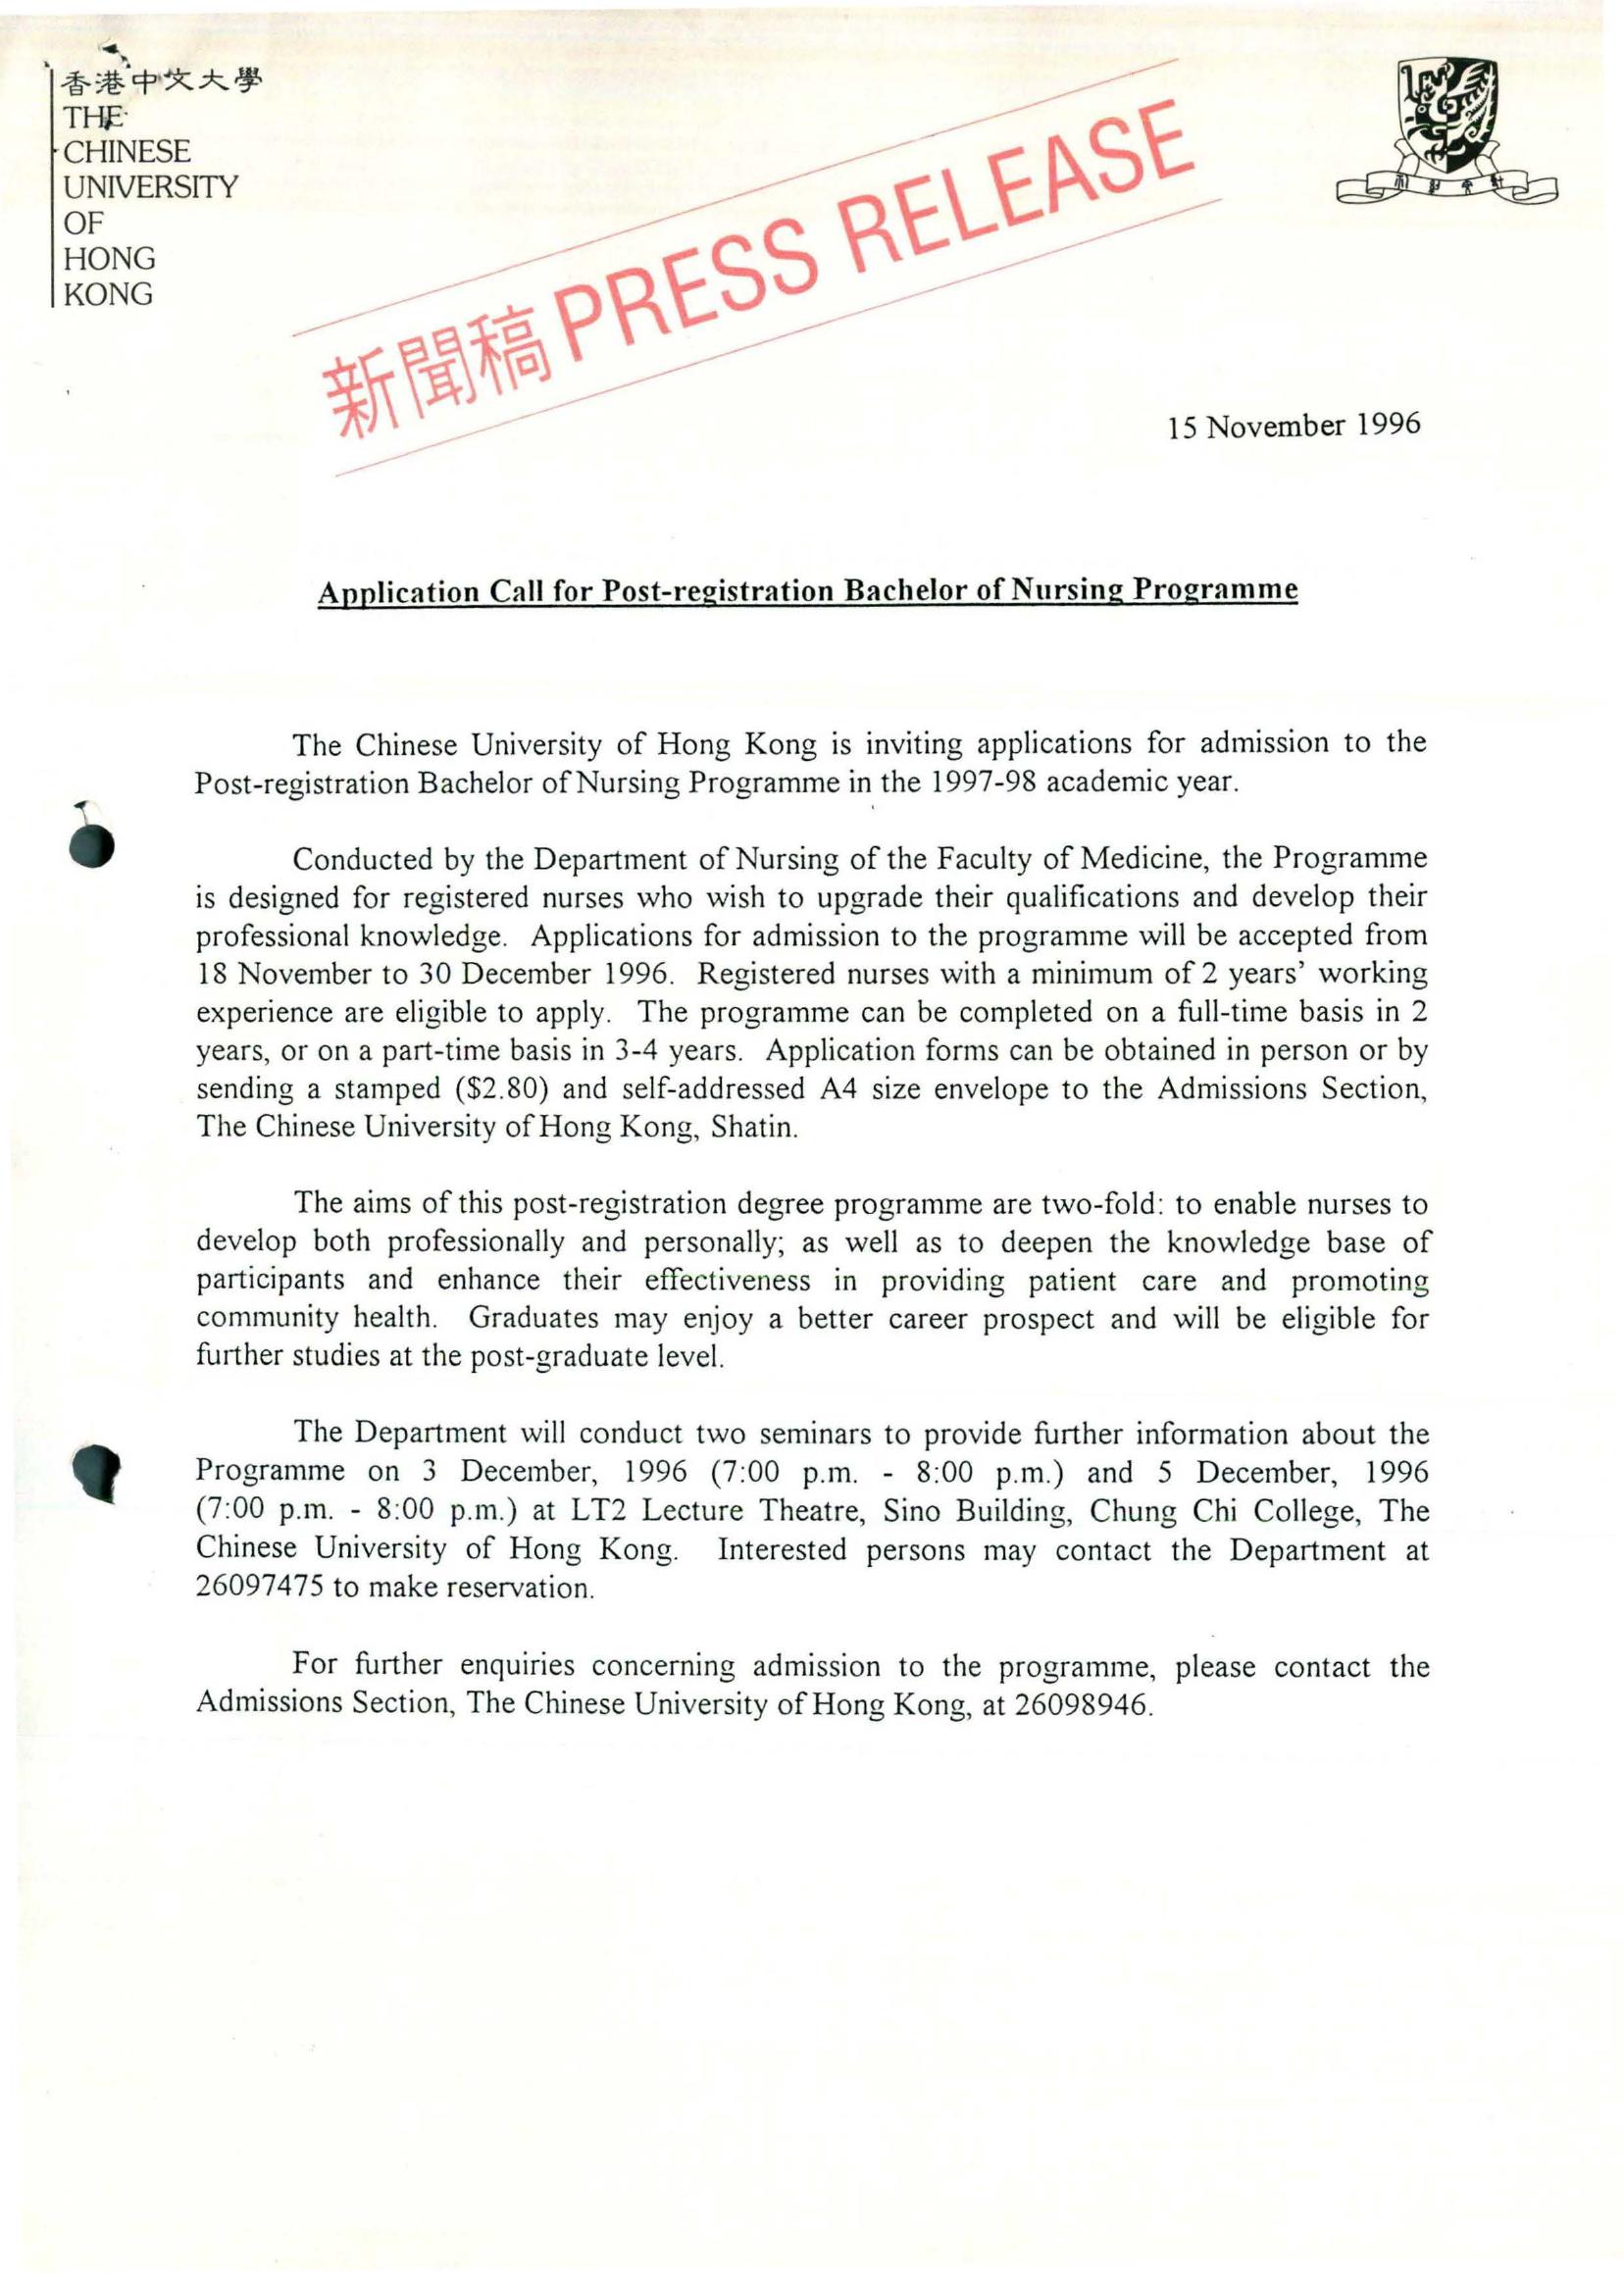 香港中文大學
THE
CHINESE
UNIVERSITY
OF
HONG
KONG
新聞稿 PRESS RELEASE
15 November 1996
Application Call for Post-registration Bachelor of Nursing Programme
The Chinese University of Hong Kong is inviting applications for admission to the
Post-registration Bachelor of Nursing Programme in the 1997-98 academic year.
Conducted by the Department of Nursing of the Faculty of Medicine, the Programme
is designed for registered nurses who wish to upgrade their qualifications and develop their
professional knowledge. Applications for admission to the programme will be accepted from
18 November to 30 December 1996. Registered nurses with a minimum of 2 years' working
experience are eligible to apply. The programme can be completed on a full-time basis in 2
years, or on a part-time basis in 3-4 years. Application forms can be obtained in person or by
sending a stamped ($2.80) and self-addressed A4 size envelope to the Admissions Section,
The Chinese University of Hong Kong, Shatin.
The aims of this post-registration degree programme are two-fold: to enable nurses to
develop both professionally and personally; as well as to deepen the knowledge base of
participants and enhance their effectiveness in providing patient care and promoting
community health. Graduates may enjoy a better career prospect and will be eligible for
further studies at the post-graduate level.
The Department will conduct two seminars to provide further information about the
Programme on 3 December, 1996 (7:00 p.m. - 8:00 p.m.) and 5 December, 1996
(7:00 p.m. - 8:00 p.m.) at LT2 Lecture Theatre, Sino Building, Chung Chi College, The
Chinese University of Hong Kong. Interested persons may contact the Department at
26097475 to make reservation.
For further enquiries concerning admission to the programme, please contact the
Admissions Section, The Chinese University of Hong Kong, at 26098946.